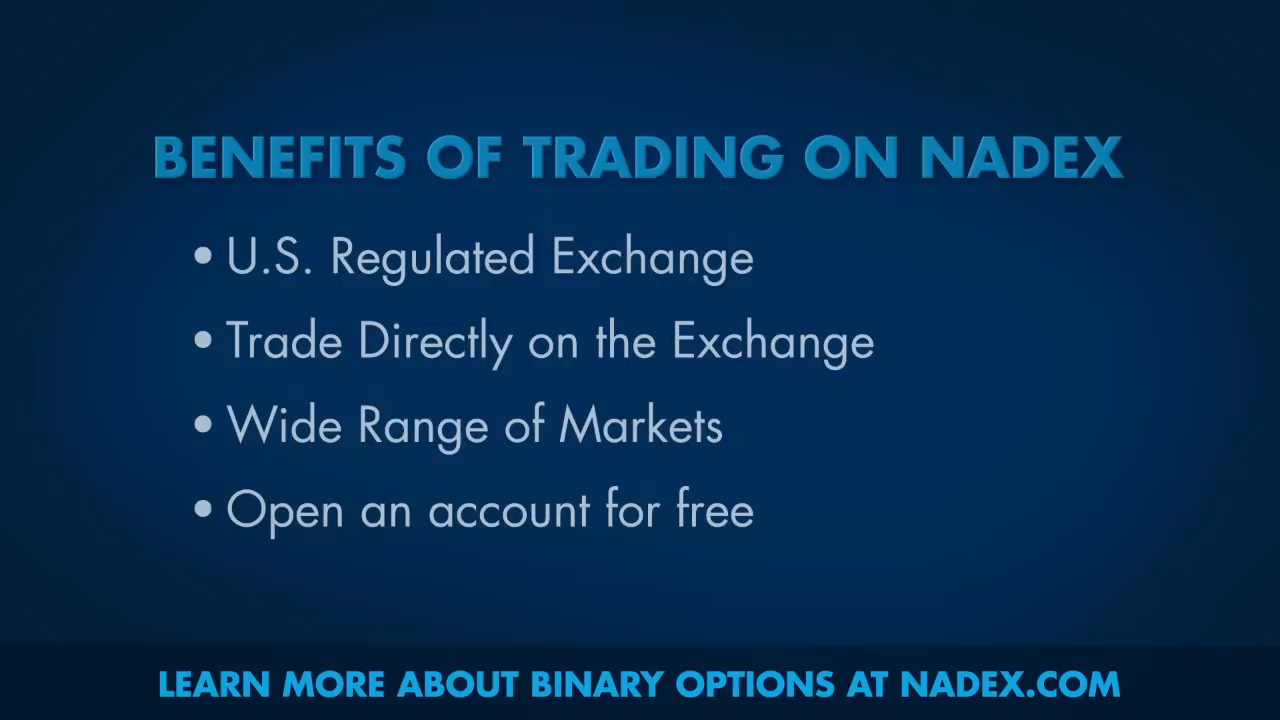 BENEFITS OF TRADING ON NADEX
• U.S. Regulated Exchange
• Trade Directly on the Exchange
• Wide Range of Markets
• Open an account for free
LEARN MORE ABOUT BINARY OPTIONS AT NADEX.COM